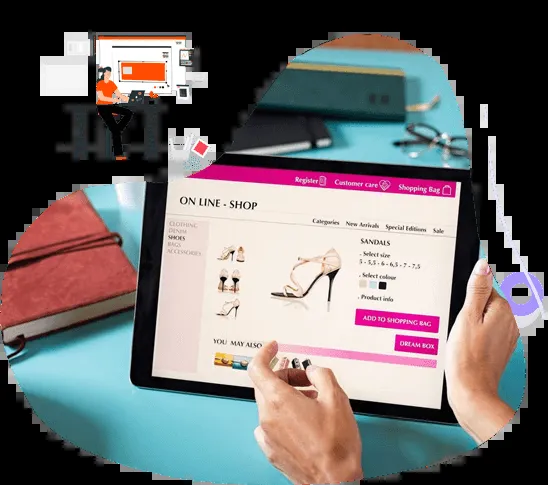 Register Customer care Shopping Bag
ON LINE - SHOP
Categories New Arrivals Special Editions Sale
CLOTHING
DENIM
SHOES
BAGS
ACCESSORIES
SANDALS
. Select size
5 - 5,5 - 6 - 6,5 - 7 - 7,5
. Select colour
. Product info
ADD TO SHOPPING BAG
DREAM BOX
YOU MAY ALSO